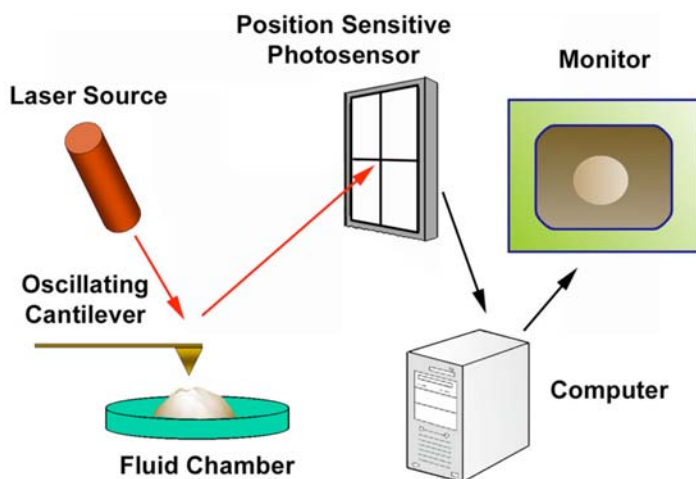 Position Sensitive
Photosensor
Monitor
Laser Source
Oscillating
Cantilever
Computer
Fluid Chamber